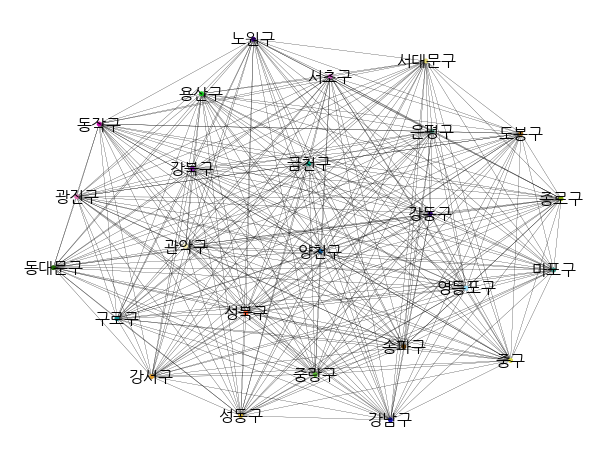 노원구
서대문구
서초구
용산구
동작구
은평구
도봉구
금천구
강북구
광진구
종로구
강동구
관악구
양천구
동대문구
마포구
영등포구
성북구
구로구
송파구
중구
중랑구
강서구
성동구
강남구